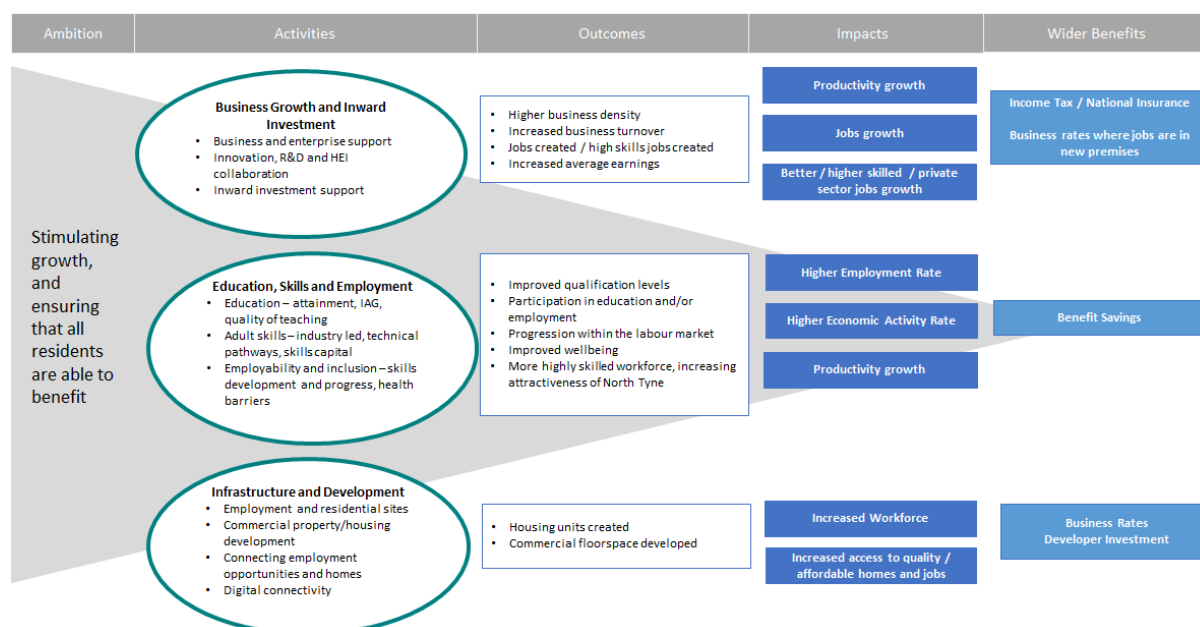 Ambition
Activities
Outcomes
Impacts
Wider Benefits
Stimulating
growth,
and
ensuring
that all
residents
are able to
benefit
Business Growth and Inward
Investment
• Business and enterprise support
• Innovation, R&D and HEI
collaboration
• Inward investment support
• Higher business density
• Increased business turnover
• Jobs created / high skills jobs created
• Increased average earnings
Productivity growth
Jobs growth
Better / higher skilled / private
sector jobs growth
Income Tax / National Insurance
Business rates where jobs are in
new premises
Education, Skills and Employment
• Education – attainment, IAG,
quality of teaching
• Adult skills – industry led, technical
pathways, skills capital
• Employability and inclusion – skills
development and progress, health
barriers
• Improved qualification levels
• Participation in education and/or
employment
• Progression within the labour market
• Improved wellbeing
• More highly skilled workforce, increasing
attractiveness of North Tyne
Higher Employment Rate
Higher Economic Activity Rate
Productivity growth
Benefit Savings
Infrastructure and Development
• Employment and residential sites
• Commercial property/housing
development
• Connecting employment
opportunities and homes
• Digital connectivity
• Housing units created
• Commercial floorspace developed
Increased Workforce
Increased access to quality /
affordable homes and jobs
Business Rates
Developer Investment